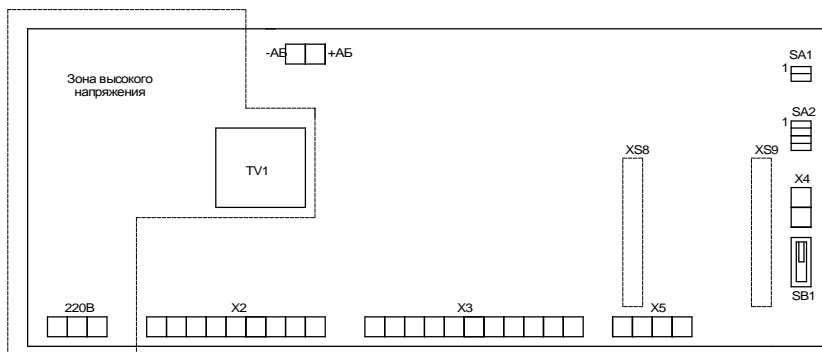 -АБ
+АБ
Зона высокого
напряжения
SA1
1
SA2
1
XS8
XS9
TV1
X4
220В
X2
X3
X5
SB1